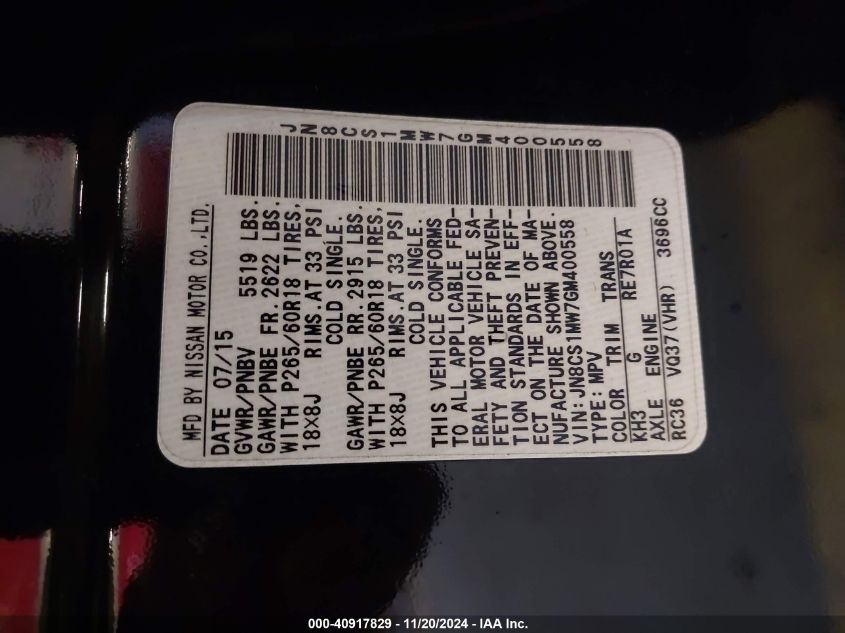 JN8CS1MW7GM400558
MFD BY NISSAN MOTOR CO.,LTD.
DATE 07/15
GVWR/PNBV 5519 LBS.
GAWR/PNBE FR. 2622 LBS.
WITH P265/60R18 TIRES,
18X8J RIMS.AT 33 PSI
COLD SINGLE.
GAWR/PNBE RR. 2915 LBS.
WITH P265/60R18 TIRES,
18X8J RIMS.AT 33 PSI
COLD SINGLE.
THIS VEHICLE CONFORMS
TO ALL APPLICABLE FED-
ERAL MOTOR VEHICLE SA-
FETY AND THEFT PREVEN-
TION STANDARDS IN EFF-
ECT ON THE DATE OF MA-
NUFACTURE SHOWN ABOVE.
VIN: JN8CS1MW7GM400558
TYPE: MPV
COLOR TRIM TRANS
KH3 G RE7R01A
AXLE ENGINE
RC36 VQ37(VHR) 3696CC
000-40917829 - 11/20/2024 - IAA Inc.